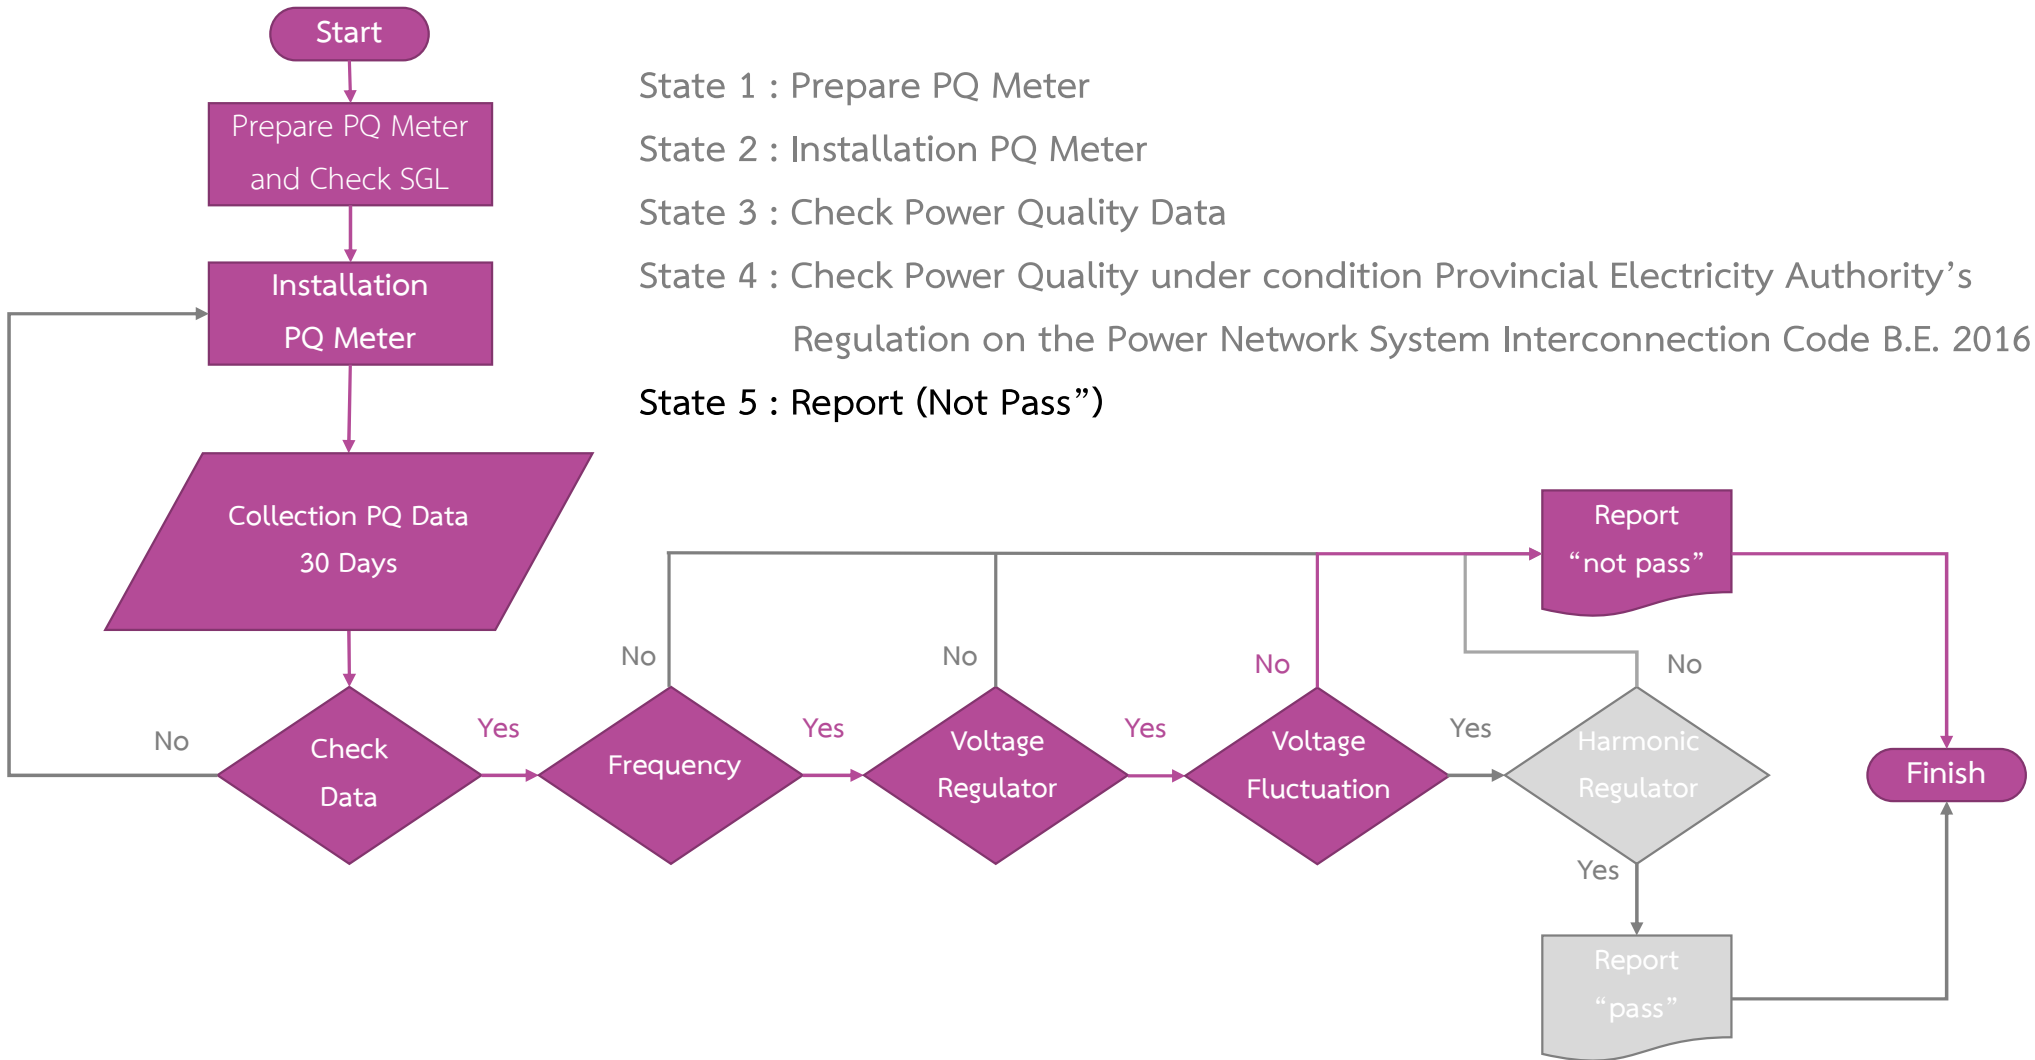 Start
Prepare PQ Meter
and Check SGL
Installation
PQ Meter
Collection PQ Data
30 Days
State 1 : Prepare PQ Meter
State 2 : Installation PQ Meter
State 3 : Check Power Quality Data
State 4 : Check Power Quality under condition Provincial Electricity Authority’s
Regulation on the Power Network System Interconnection Code B.E. 2016
State 5 : Report (Not Pass”)
Report
“not pass”
No
No
No
No
No
Check
Data
Yes
Frequency
Yes
Voltage
Regulator
Yes
Voltage
Fluctuation
Yes
Harmonic
Regulator
Finish
Yes
Report
“pass”